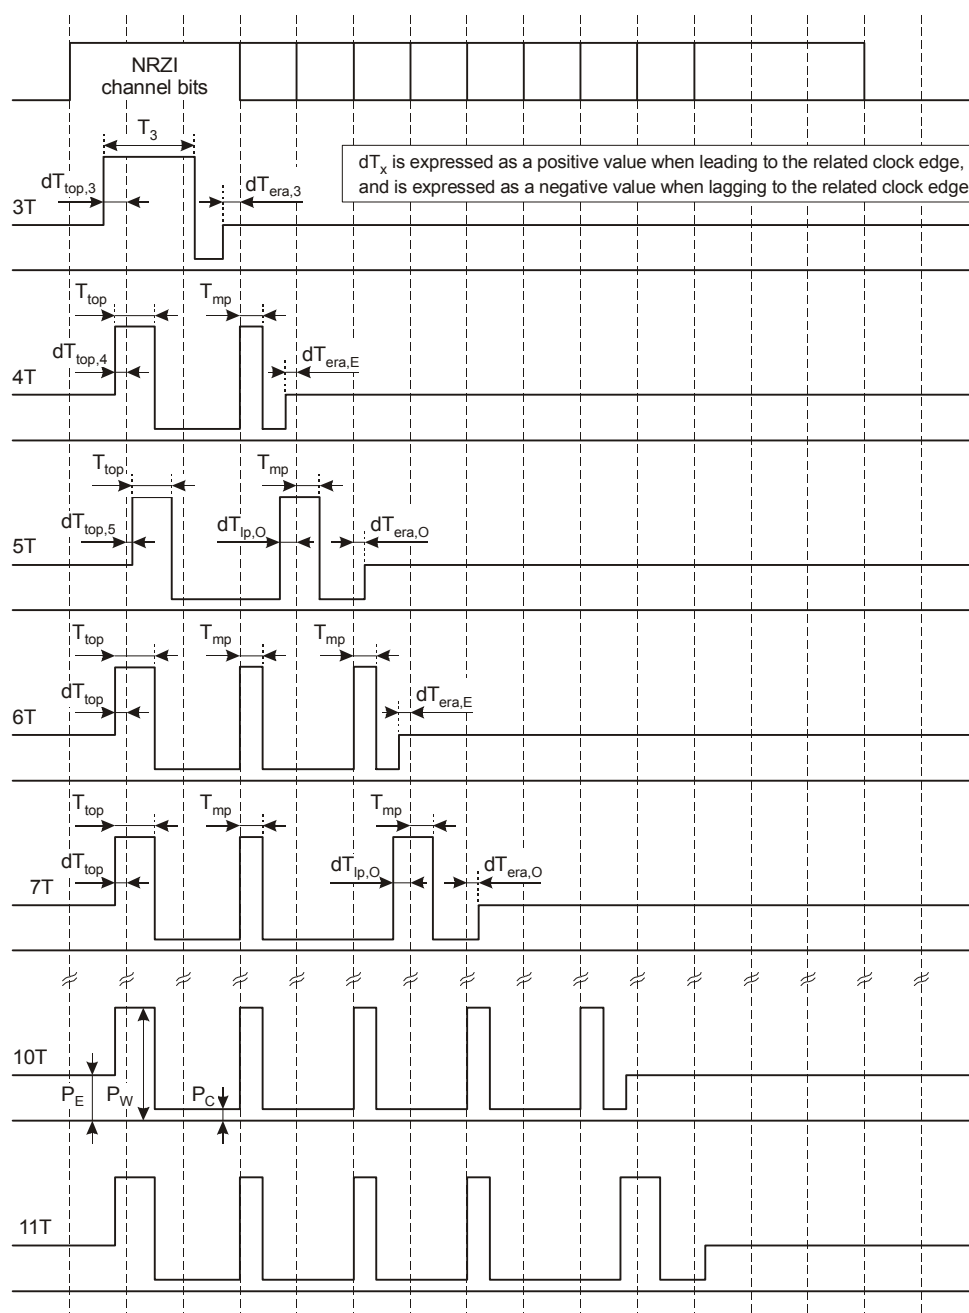 NRZI
channel bits
T3
dTx is expressed as a positive value when leading to the related clock edge,
and is expressed as a negative value when lagging to the related clock edge
dTtop,3
dTera,3
3T
Ttop
Tmp
dTtop,4
dTera,E
4T
Ttop
Tmp
dTtop,5
dTlp,O
dTera,O
5T
Ttop
Tmp
Tmp
dTtop
dTera,E
6T
Ttop
Tmp
Tmp
dTtop
dTlp,O
dTera,O
7T
10T
PE
PW
PC
11T